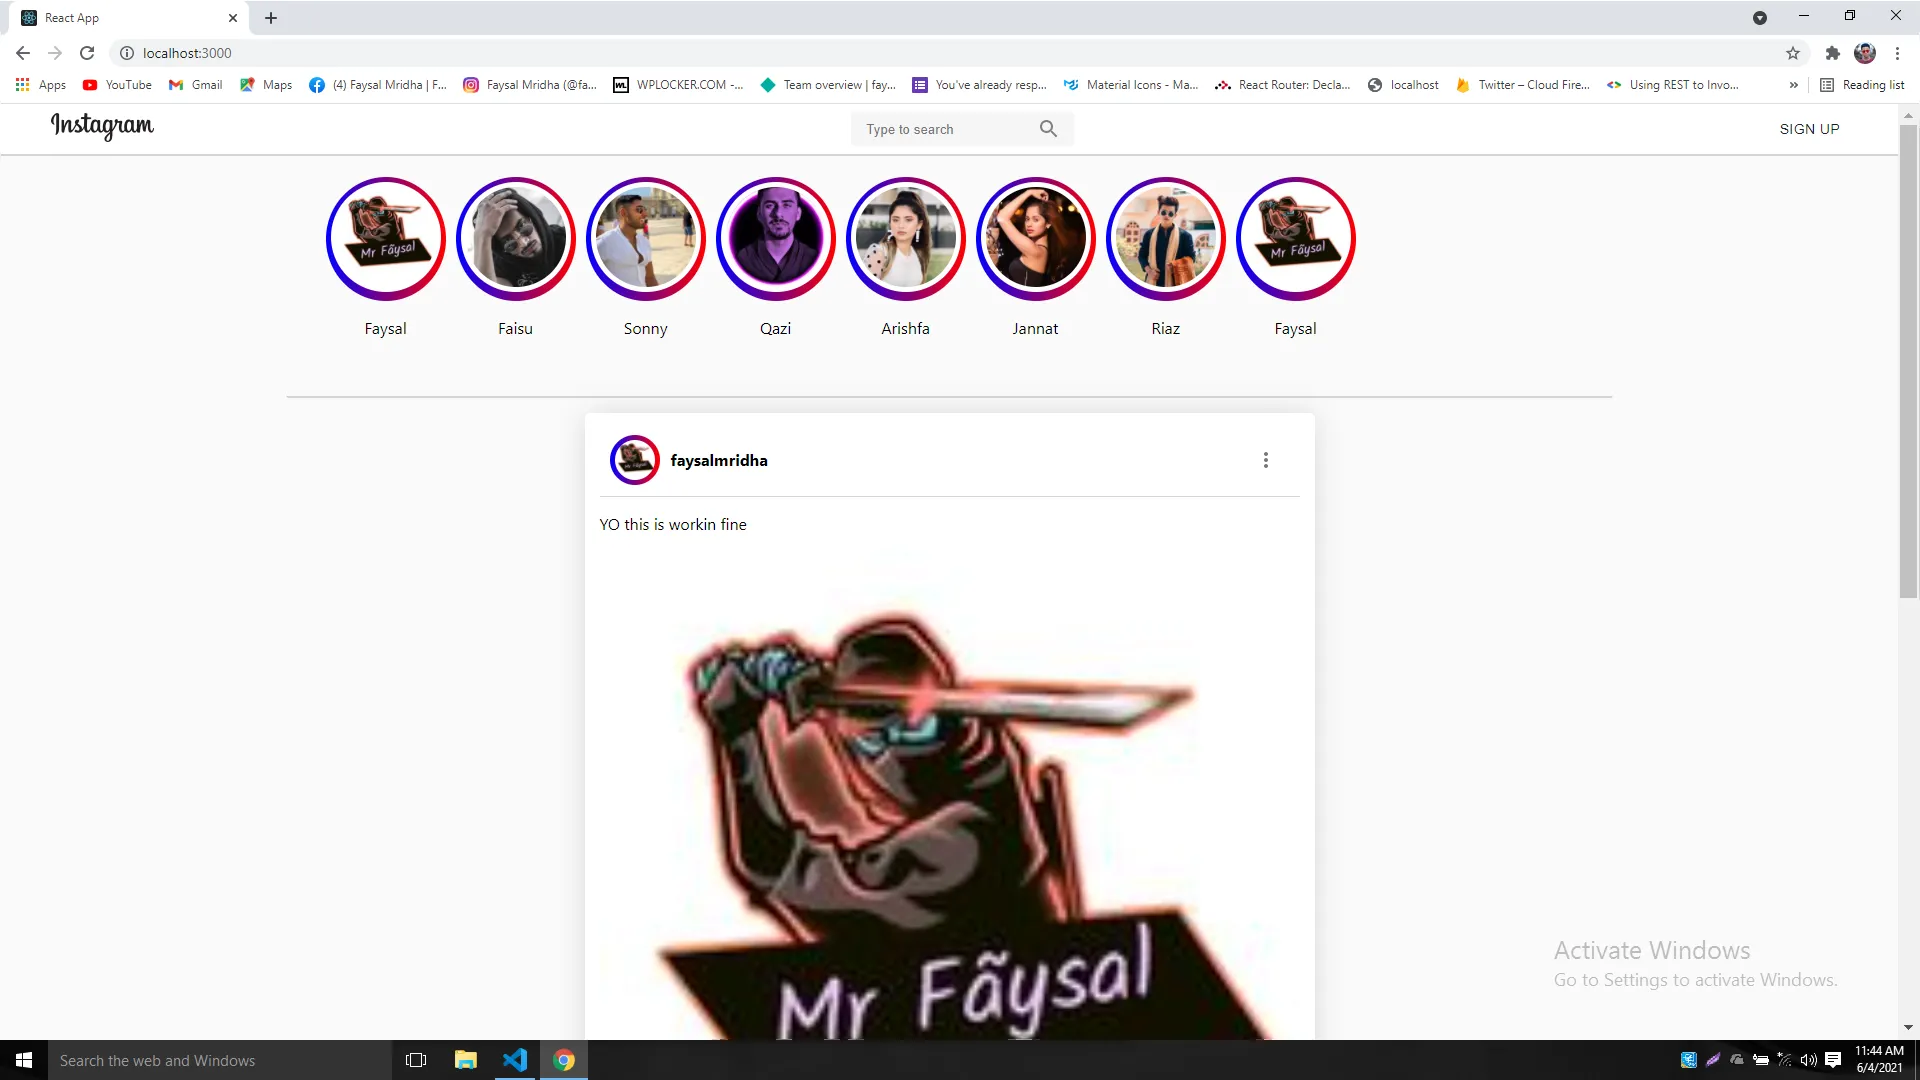 React App
localhost:3000
Apps YouTube Gmail Maps (4) Faysal Mridha | F... Faysal Mridha (@fa... WPLOCKER.COM -... Team overview | fay... You've already resp... Material Icons - Ma... React Router: Decla... localhost Twitter – Cloud Fire... Using REST to Invo... » Reading list
Instagram Type to search SIGN UP
Mr Fãysal Mr Fãysal
Faysal Faisu Sonny Qazi Arishfa Jannat Riaz Faysal
faysalmridha
YO this is workin fine
Mr Fãysal
Activate Windows
Go to Settings to activate Windows.
Search the web and Windows 11:44 AM
6/4/2021